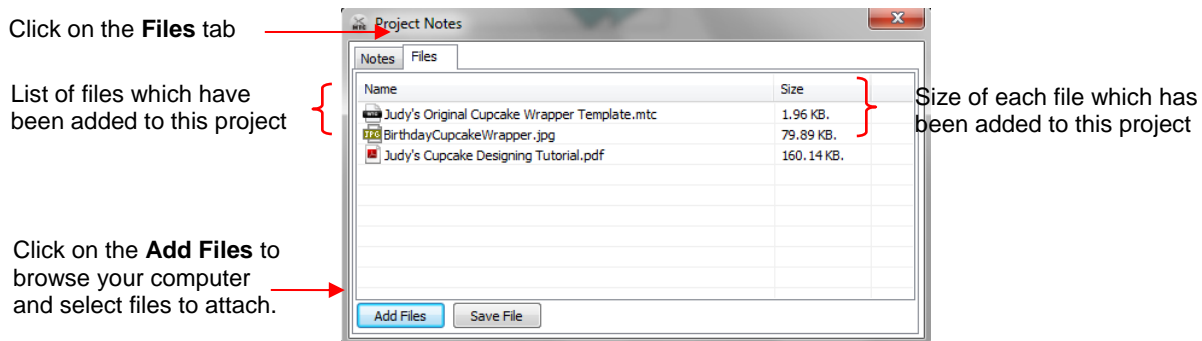 Click on the Files tab
Project Notes
Notes Files
Name Size
List of files which have
been added to this project
Judy's Original Cupcake Wrapper Template.mtc 1.96 KB.
BirthdayCupcakeWrapper.jpg 79.89 KB.
Judy's Cupcake Designing Tutorial.pdf 160.14 KB.
Size of each file which has
been added to this project
Click on the Add Files to
browse your computer
and select files to attach.
Add Files Save File